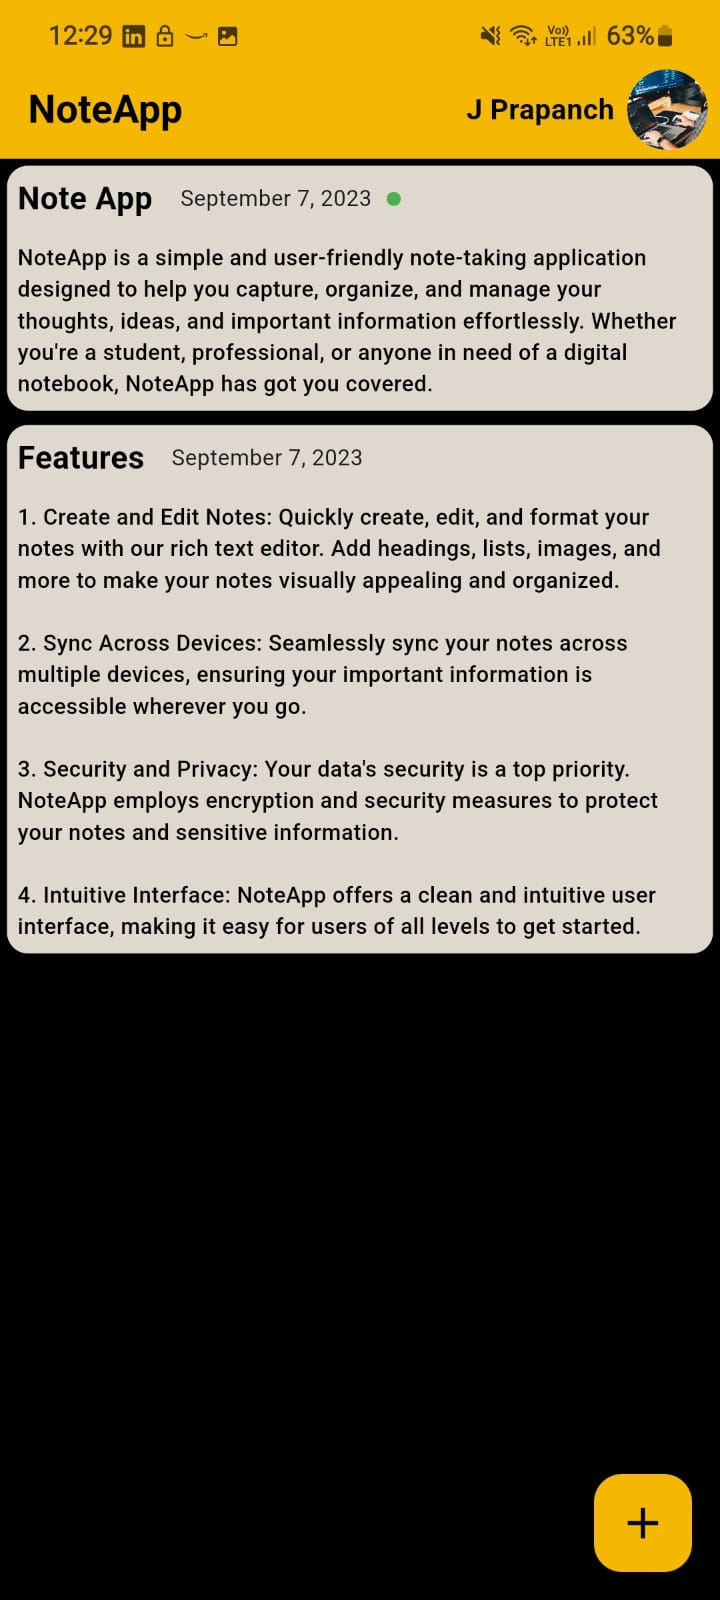 12:29 in Vo)) LTE1 63%
NoteApp J Prapanch
Note App September 7, 2023
NoteApp is a simple and user-friendly note-taking application
designed to help you capture, organize, and manage your
thoughts, ideas, and important information effortlessly. Whether
you're a student, professional, or anyone in need of a digital
notebook, NoteApp has got you covered.
Features September 7, 2023
1. Create and Edit Notes: Quickly create, edit, and format your
notes with our rich text editor. Add headings, lists, images, and
more to make your notes visually appealing and organized.
2. Sync Across Devices: Seamlessly sync your notes across
multiple devices, ensuring your important information is
accessible wherever you go.
3. Security and Privacy: Your data's security is a top priority.
NoteApp employs encryption and security measures to protect
your notes and sensitive information.
4. Intuitive Interface: NoteApp offers a clean and intuitive user
interface, making it easy for users of all levels to get started.
+